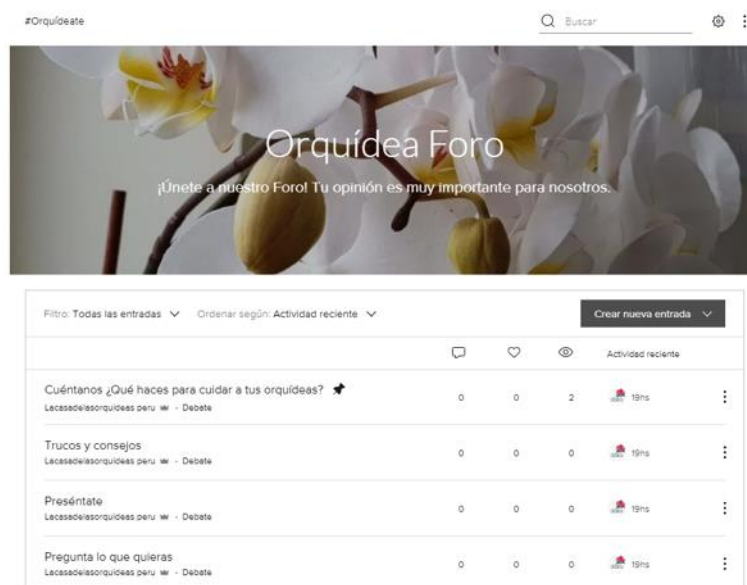 #Orquídeate
Buscar
Orquídea Foro
¡Únete a nuestro Foro! Tu opinión es muy importante para nosotros.
Filtro: Todas las entradas Ordenar según: Actividad reciente Crear nueva entrada
Actividad reciente
Cuéntanos ¿Qué haces para cuidar a tus orquídeas?
0 0 2 19hs
Lacasadelasorquideas peru - Debate
Trucos y consejos
0 0 0 19hs
Lacasadelasorquideas peru - Debate
Preséntate
0 0 0 19hs
Lacasadelasorquideas peru - Debate
Pregunta lo que quieras
0 0 0 19hs
Lacasadelasorquideas peru - Debate